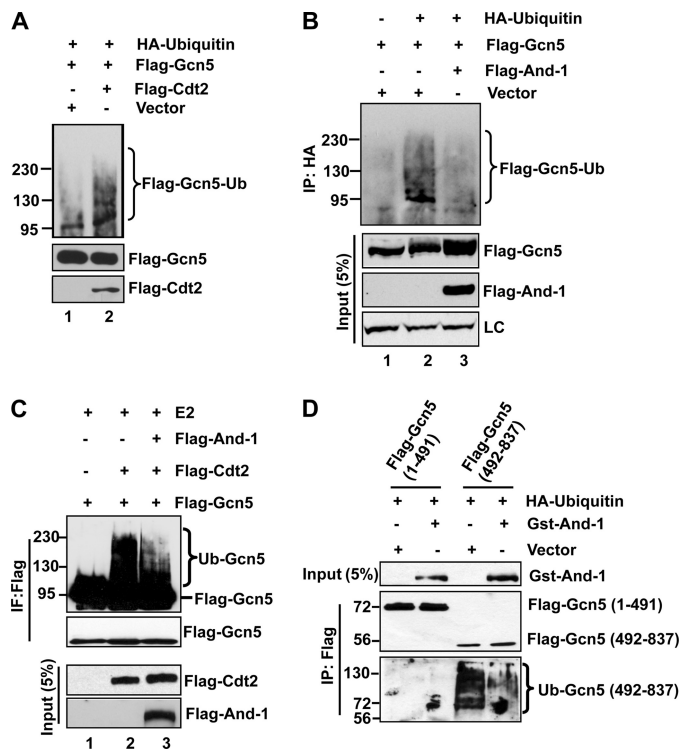 A
+ + HA-Ubiquitin
+ + Flag-Gcn5
- + Flag-Cdt2
+ - Vector
230
130
95
Flag-Gcn5-Ub
Flag-Gcn5
Flag-Cdt2
1 2
B
- + + HA-Ubiquitin
+ + + Flag-Gcn5
- - + Flag-And-1
+ + - Vector
IP: HA
230
130
95
Flag-Gcn5-Ub
Input (5%)
Flag-Gcn5
Flag-And-1
LC
1 2 3
C
+ + + E2
- - + Flag-And-1
- + + Flag-Cdt2
+ + + Flag-Gcn5
IF:Flag
230
130
95
Ub-Gcn5
Flag-Gcn5
Flag-Gcn5
Input (5%)
Flag-Cdt2
Flag-And-1
1 2 3
D
Flag-Gcn5
(1-491)
Flag-Gcn5
(492-837)
+ + + + HA-Ubiquitin
- + - + Gst-And-1
+ - + - Vector
Input (5%)
Gst-And-1
IP: Flag
72
56
Flag-Gcn5 (1-491)
Flag-Gcn5 (492-837)
130
72
56
Ub-Gcn5 (492-837)